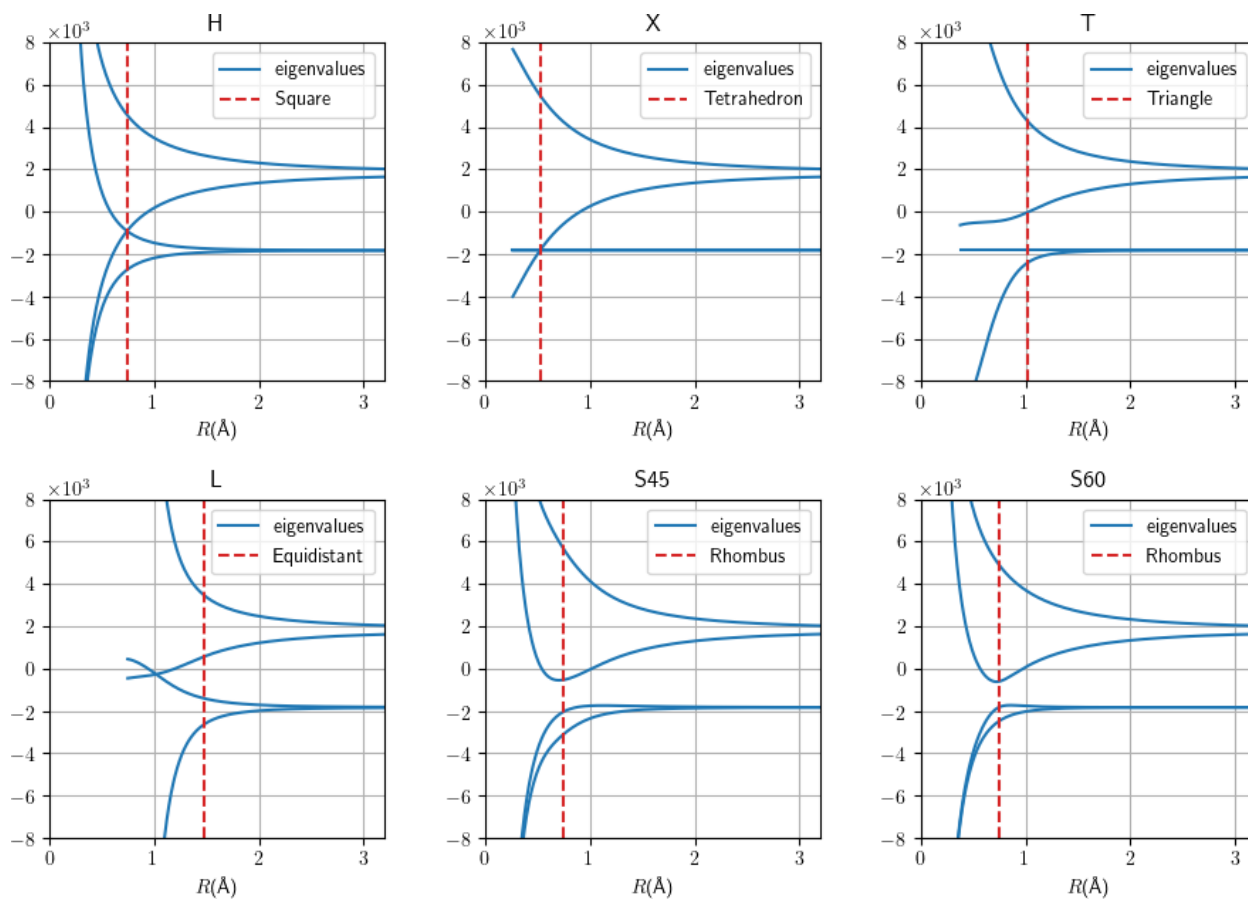 H
×10³
8
6
4
2
0
−2
−4
−6
−8
eigenvalues
Square
0 1 2 3
R(Å)
X
×10³
8
6
4
2
0
−2
−4
−6
−8
eigenvalues
Tetrahedron
0 1 2 3
R(Å)
T
×10³
8
6
4
2
0
−2
−4
−6
−8
eigenvalues
Triangle
0 1 2 3
R(Å)
L
×10³
8
6
4
2
0
−2
−4
−6
−8
eigenvalues
Equidistant
0 1 2 3
R(Å)
S45
×10³
8
6
4
2
0
−2
−4
−6
−8
eigenvalues
Rhombus
0 1 2 3
R(Å)
S60
×10³
8
6
4
2
0
−2
−4
−6
−8
eigenvalues
Rhombus
0 1 2 3
R(Å)